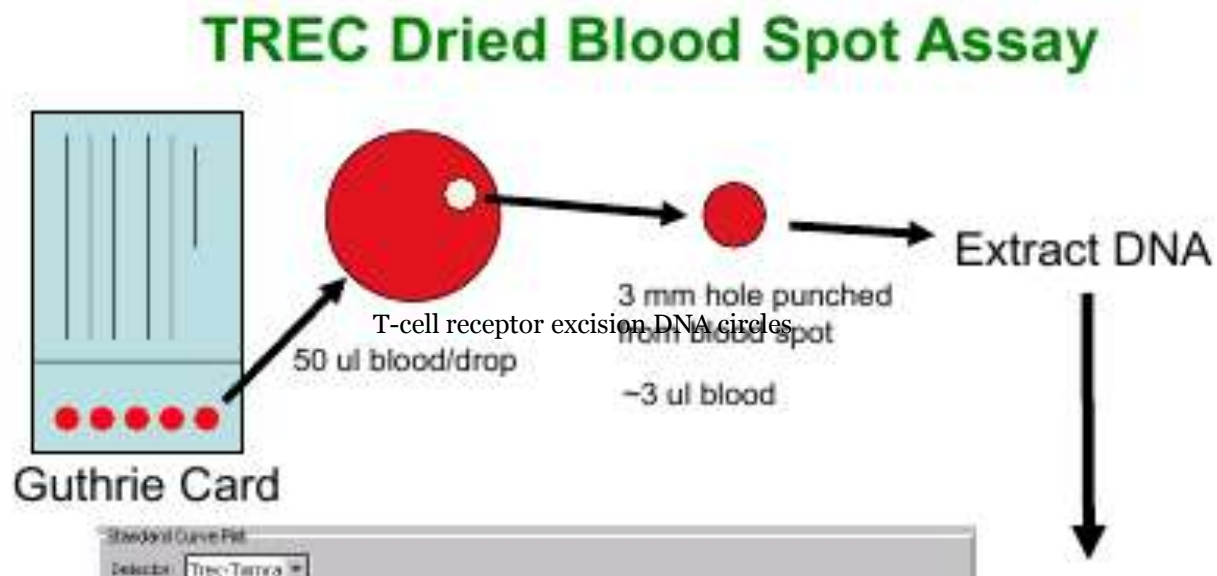 TREC Dried Blood Spot Assay
Extract DNA
3 mm hole punched
T-cell receptor excision DNA circles
from blood spot
50 ul blood/drop
~3 ul blood
Guthrie Card
Standard Curve Plot
Detector: Trec-Tamra